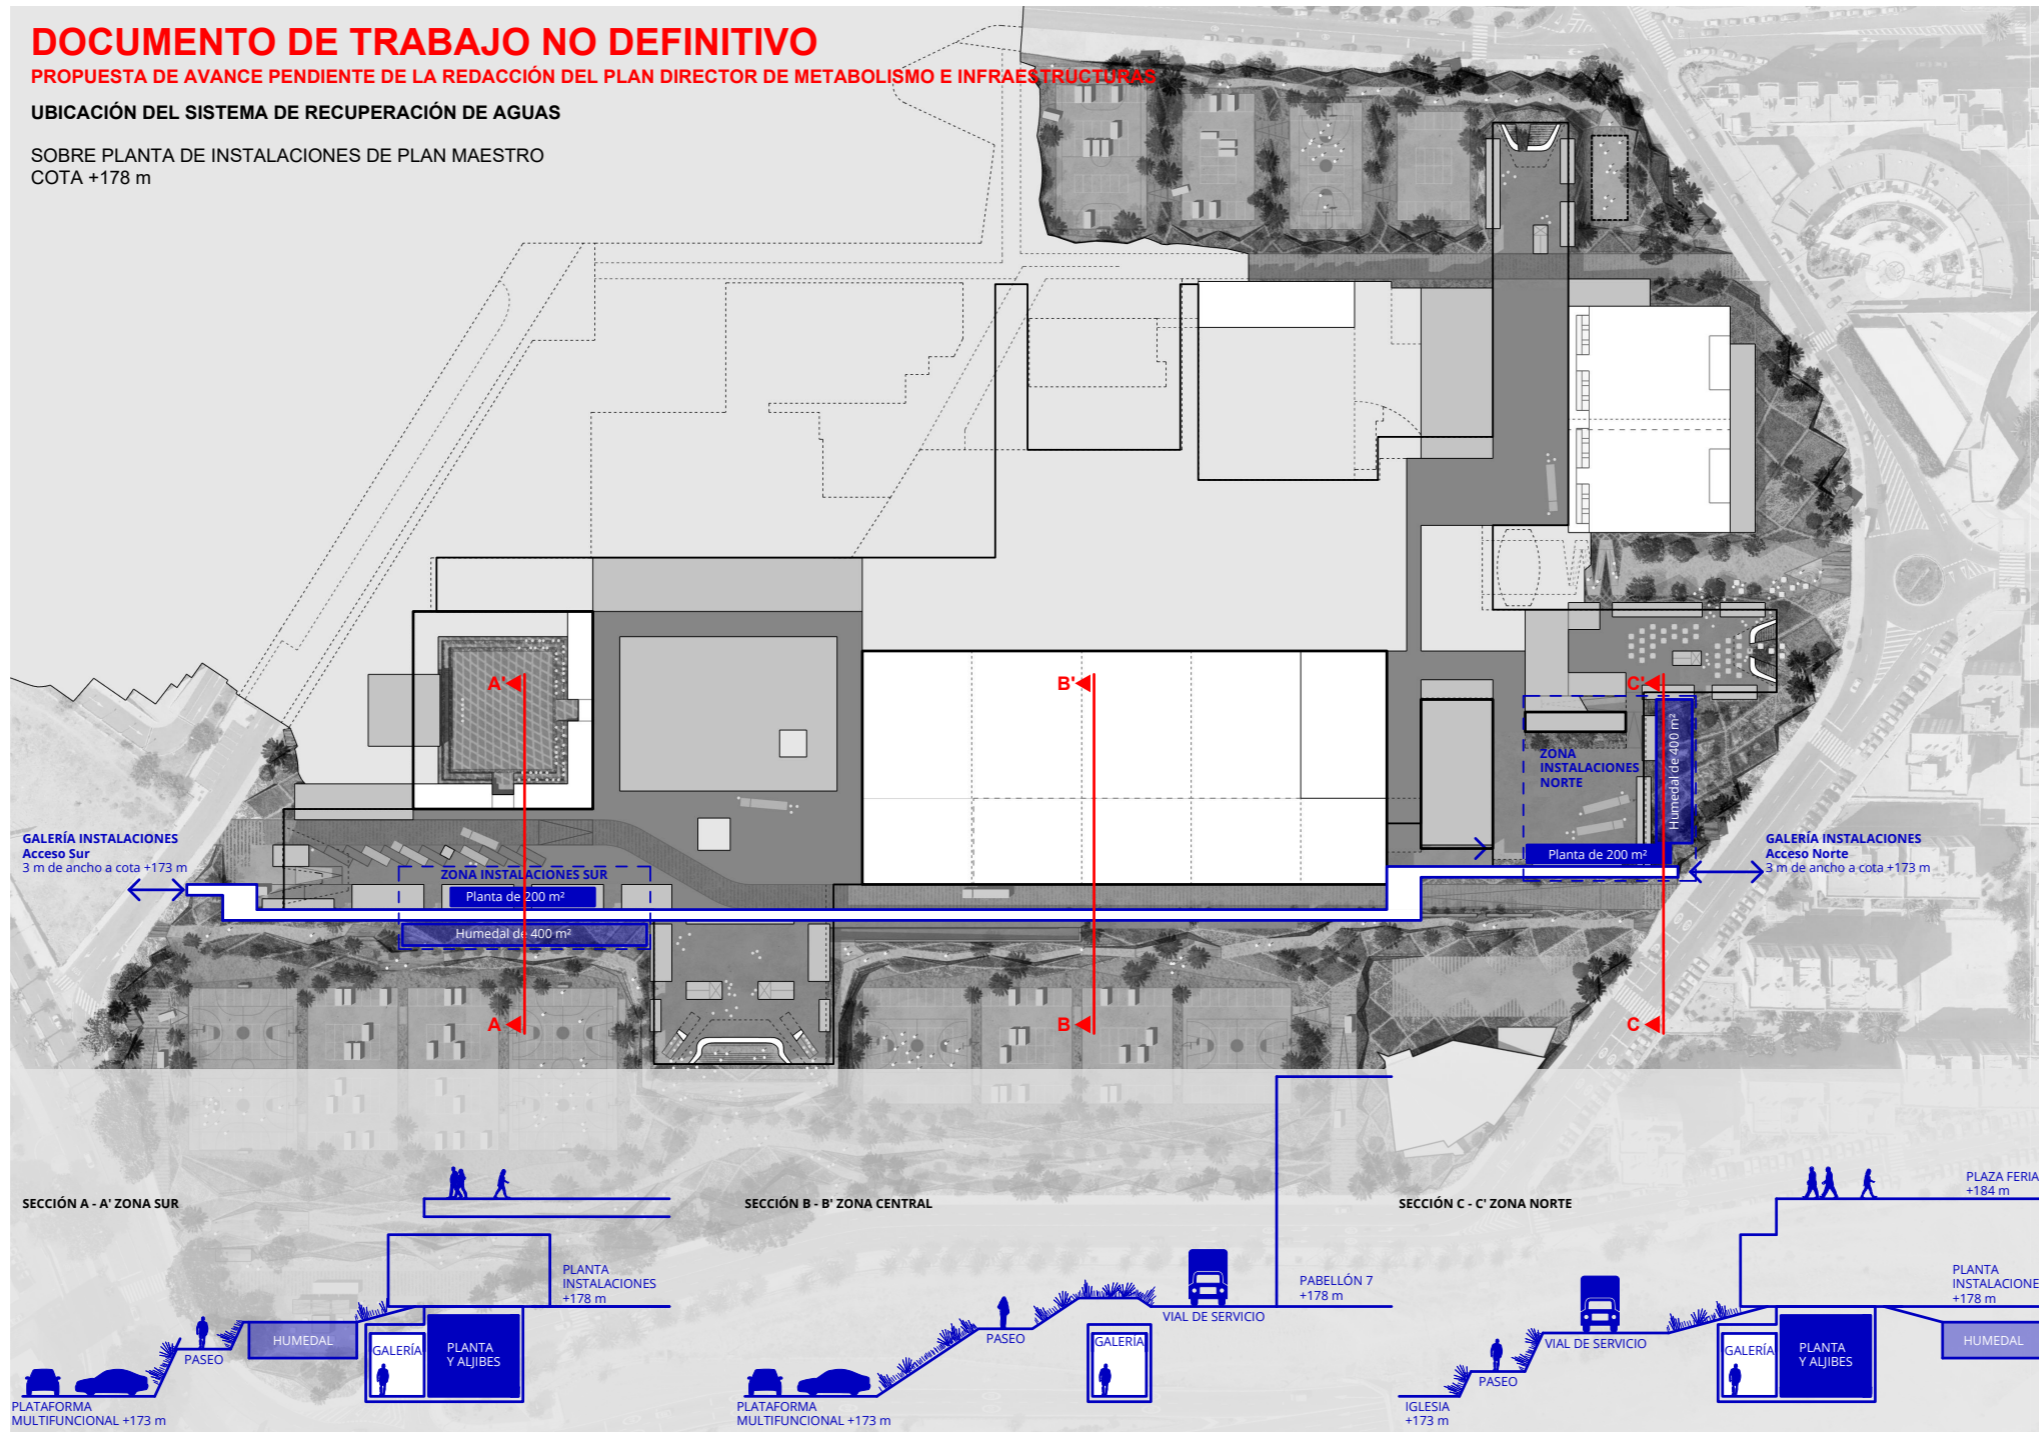 DOCUMENTO DE TRABAJO NO DEFINITIVO
PROPUESTA DE AVANCE PENDIENTE DE LA REDACCIÓN DEL PLAN DIRECTOR DE METABOLISMO E INFRAESTRUCTURAS
UBICACIÓN DEL SISTEMA DE RECUPERACIÓN DE AGUAS
SOBRE PLANTA DE INSTALACIONES DE PLAN MAESTRO
COTA +178 m
A'
B'
C'
ZONA
INSTALACIONES
NORTE
Humedal de 400 m²
Planta de 200 m²
GALERÍA INSTALACIONES
Acceso Sur
3 m de ancho a cota +173 m
GALERÍA INSTALACIONES
Acceso Norte
3 m de ancho a cota +173 m
ZONA INSTALACIONES SUR
Planta de 200 m²
Humedal de 400 m²
A
B
C
SECCIÓN A - A' ZONA SUR
PLANTA
INSTALACIONES
+178 m
HUMEDAL
PASEO
GALERÍA
PLANTA
Y ALJIBES
PLATAFORMA
MULTIFUNCIONAL +173 m
SECCIÓN B - B' ZONA CENTRAL
PABELLÓN 7
+178 m
VIAL DE SERVICIO
PASEO
GALERÍA
PLATAFORMA
MULTIFUNCIONAL +173 m
SECCIÓN C - C' ZONA NORTE
PLAZA FERIA
+184 m
PLANTA
INSTALACIONE
+178 m
VIAL DE SERVICIO
HUMEDAL
PASEO
GALERÍA
PLANTA
Y ALJIBES
IGLESIA
+173 m